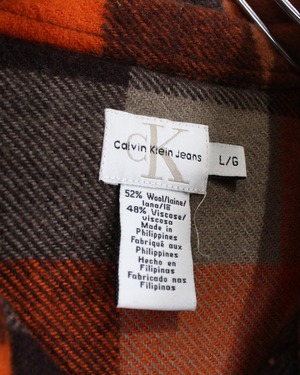 cK
Calvin Klein Jeans
L/G
52% Wool/laine/
lana/毛
48% Viscose/
viscosa
Made in
Philippines
Fabriqué aux
Philippines
Hecho en
Filipinas
Fabricado nas
Filipinas